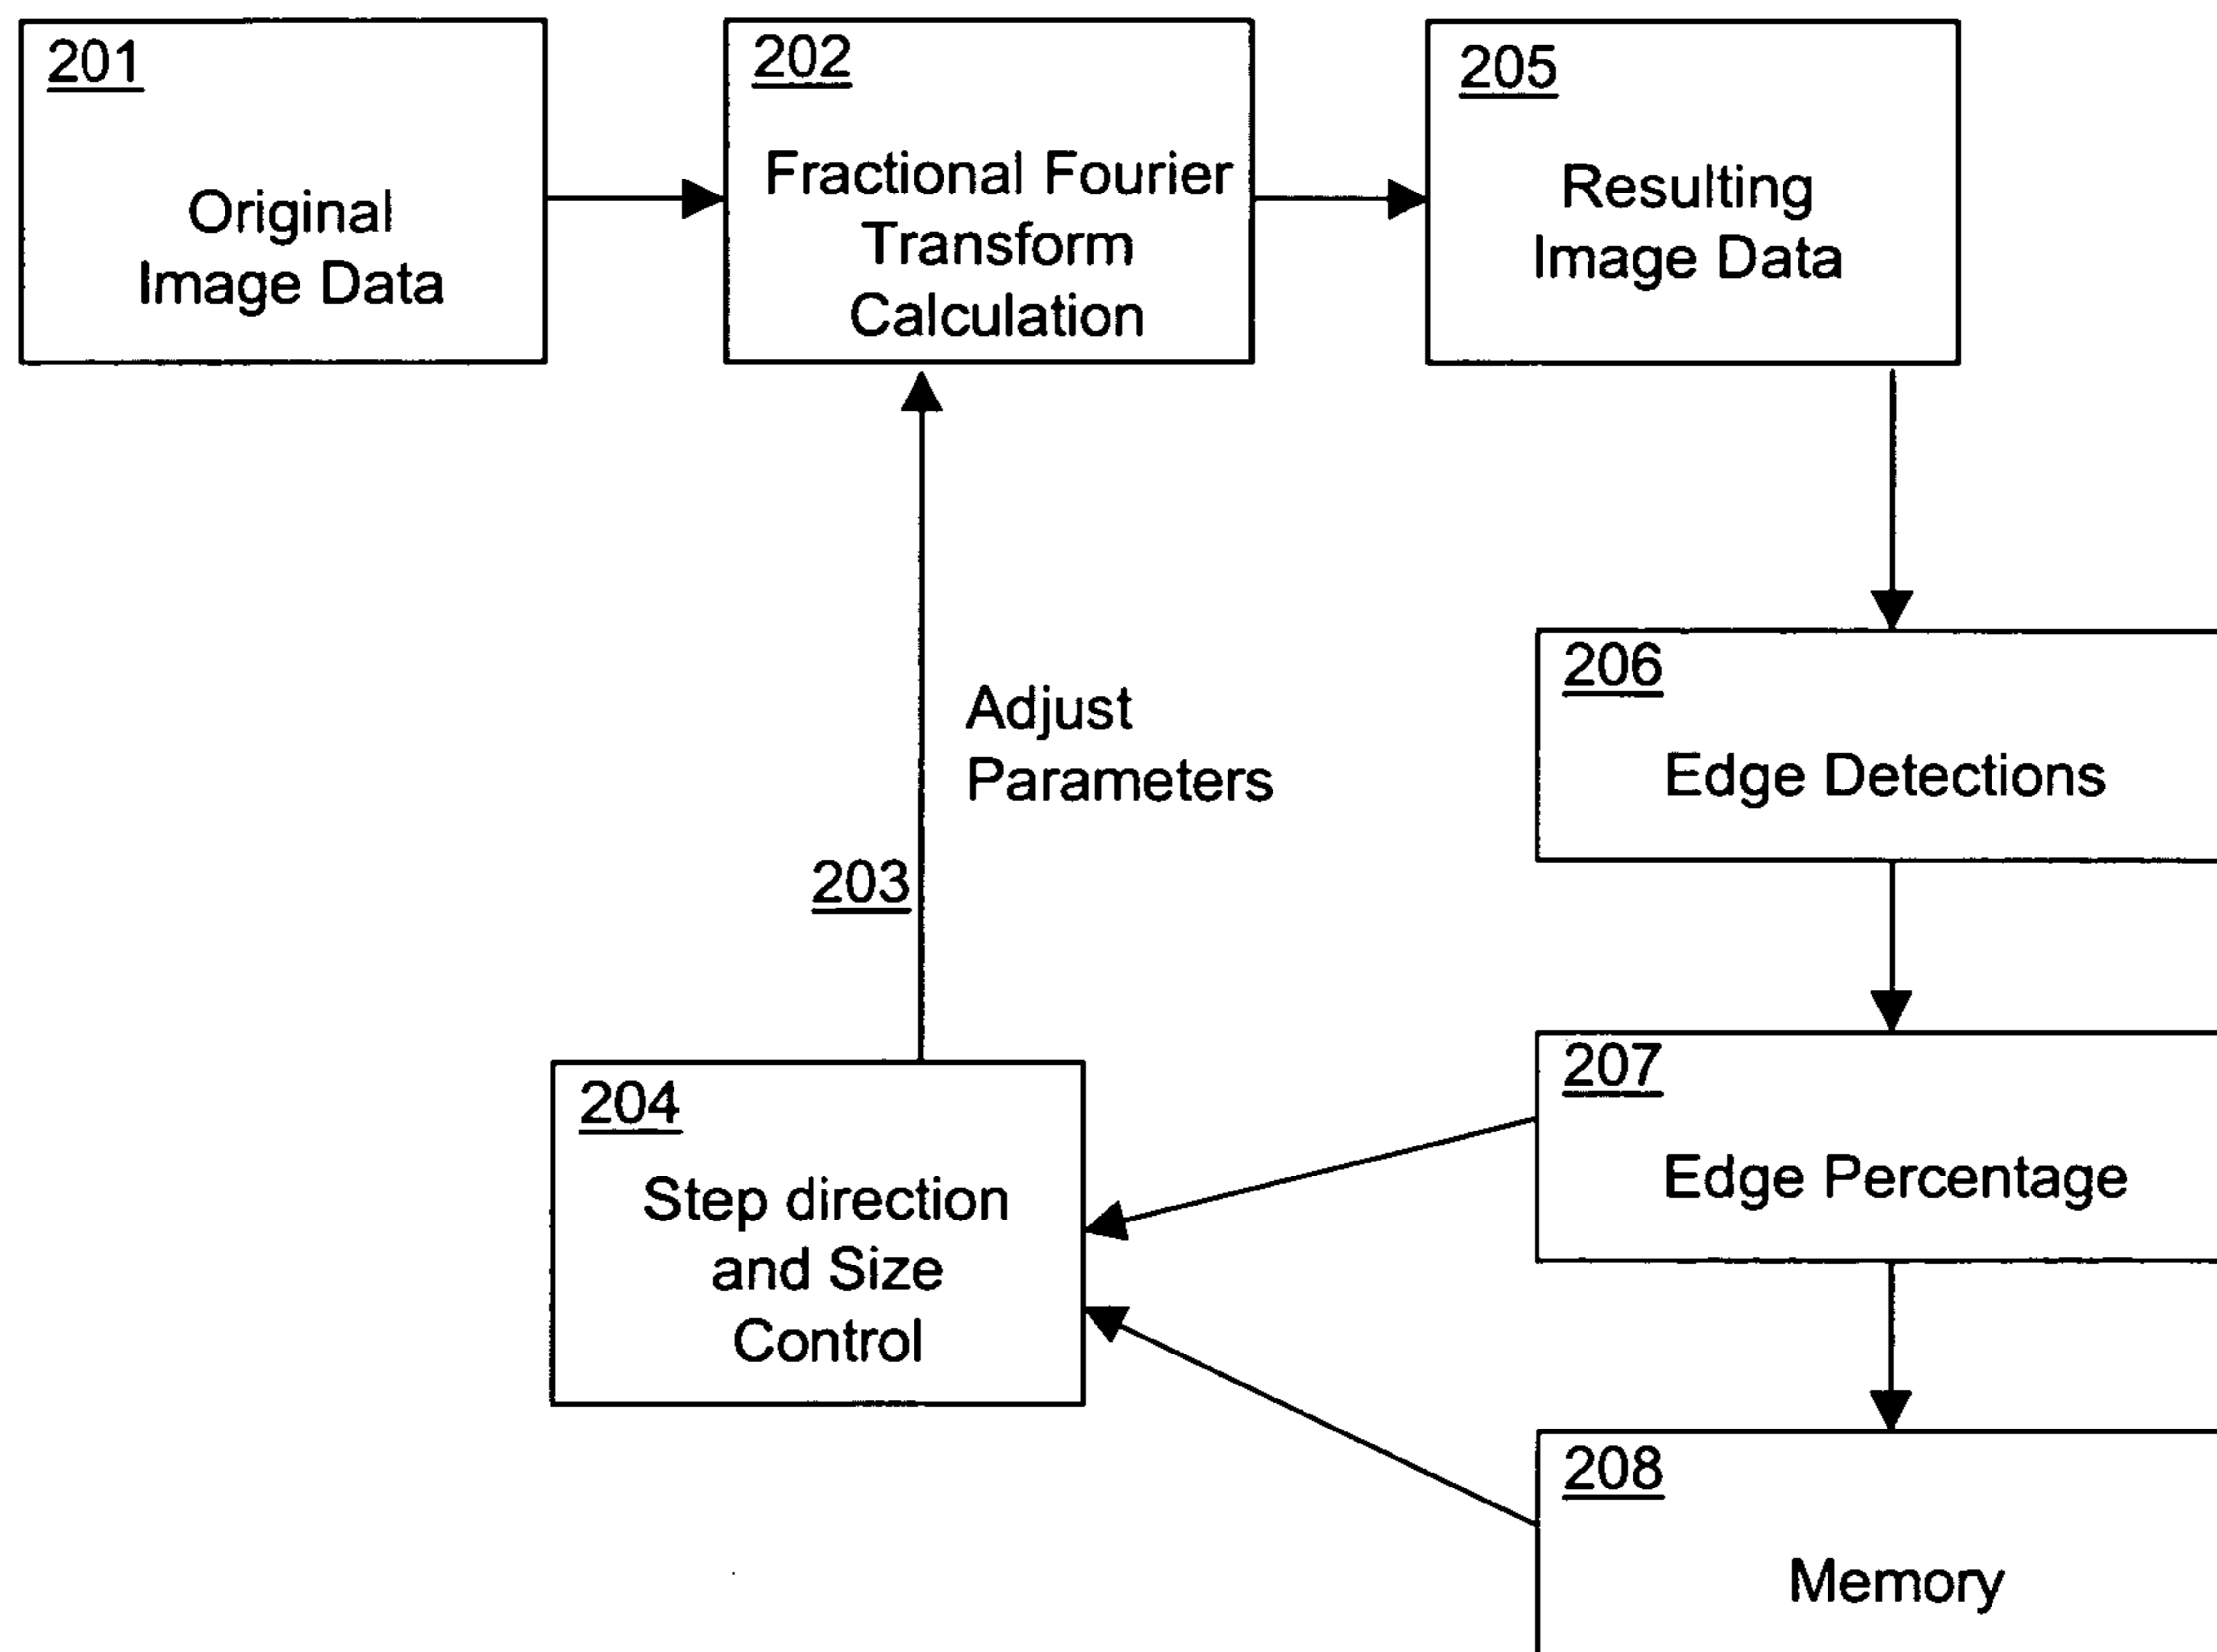 201
Original
Image Data
202
Fractional Fourier
Transform
Calculation
205
Resulting
Image Data
206
Edge Detections
Adjust
Parameters
203
207
Edge Percentage
204
Step direction
and Size
Control
208
Memory